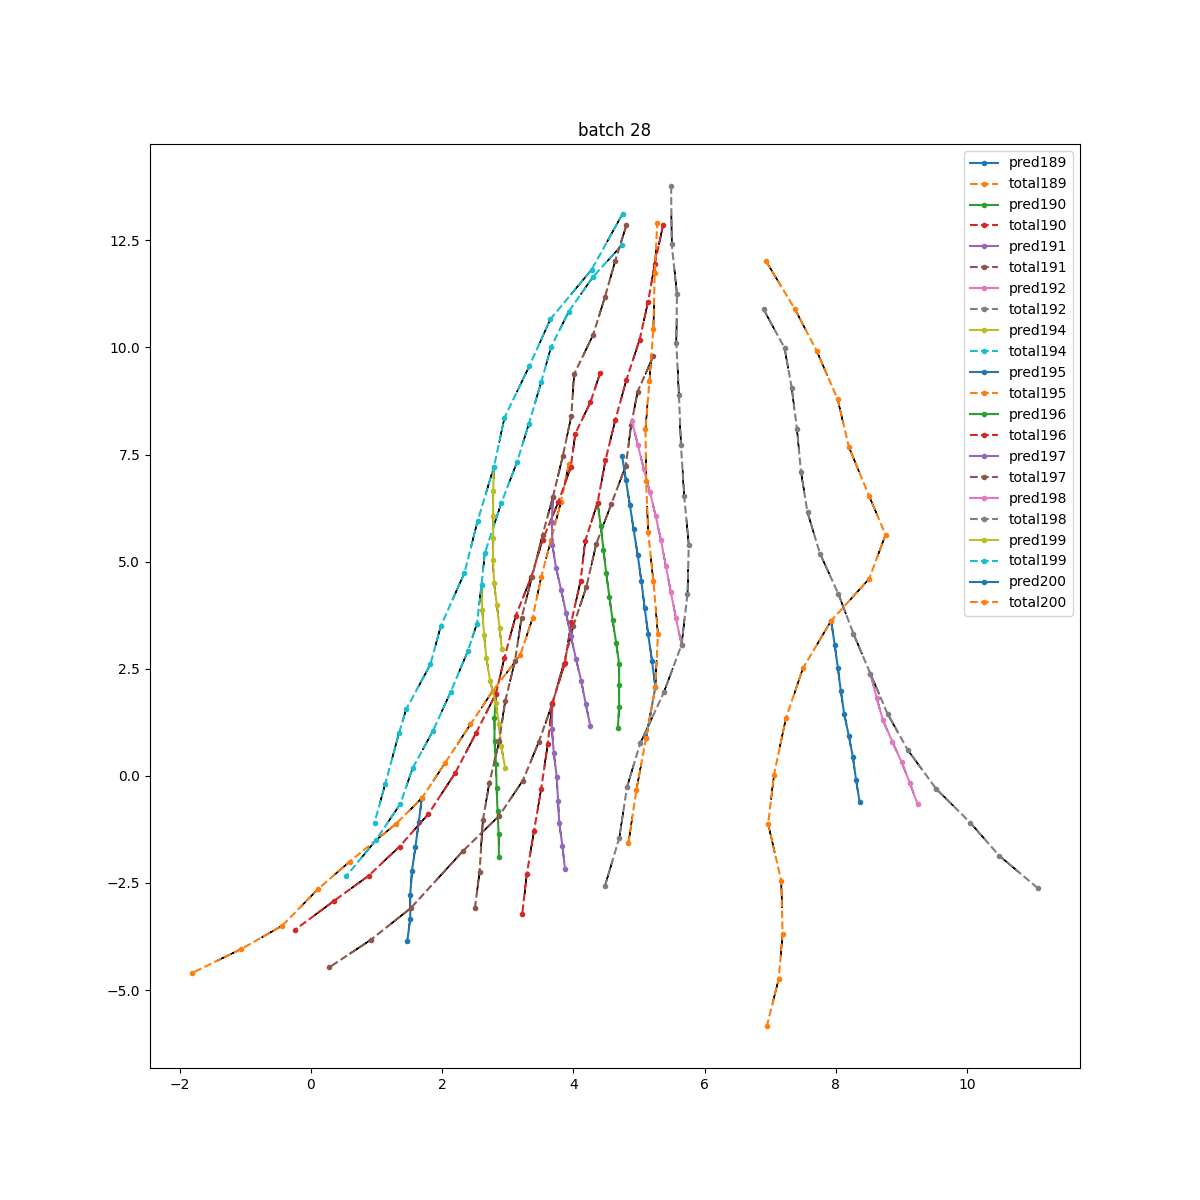 batch 28
pred189
total189
pred190
total190
pred191
total191
pred192
total192
pred194
total194
pred195
total195
pred196
total196
pred197
total197
pred198
total198
pred199
total199
pred200
total200
12.5
10.0
7.5
5.0
2.5
0.0
−2.5
−5.0
−2
0
2
4
6
8
10